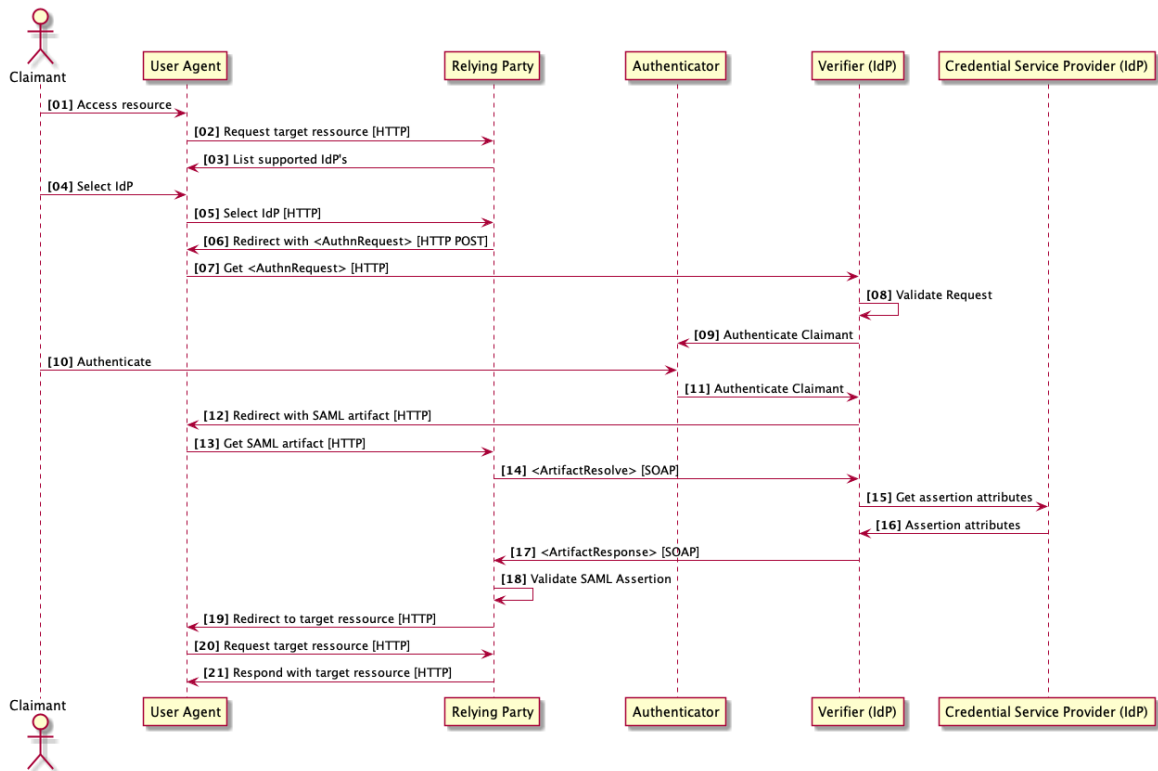 Claimant
User Agent
Relying Party
Authenticator
Verifier (IdP)
Credential Service Provider (IdP)
[01] Access resource
[02] Request target ressource [HTTP]
[03] List supported IdP's
[04] Select IdP
[05] Select IdP [HTTP]
[06] Redirect with <AuthnRequest> [HTTP POST]
[07] Get <AuthnRequest> [HTTP]
[08] Validate Request
[09] Authenticate Claimant
[10] Authenticate
[11] Authenticate Claimant
[12] Redirect with SAML artifact [HTTP]
[13] Get SAML artifact [HTTP]
[14] <ArtifactResolve> [SOAP]
[15] Get assertion attributes
[16] Assertion attributes
[17] <ArtifactResponse> [SOAP]
[18] Validate SAML Assertion
[19] Redirect to target ressource [HTTP]
[20] Request target ressource [HTTP]
[21] Respond with target ressource [HTTP]
Claimant
User Agent
Relying Party
Authenticator
Verifier (IdP)
Credential Service Provider (IdP)